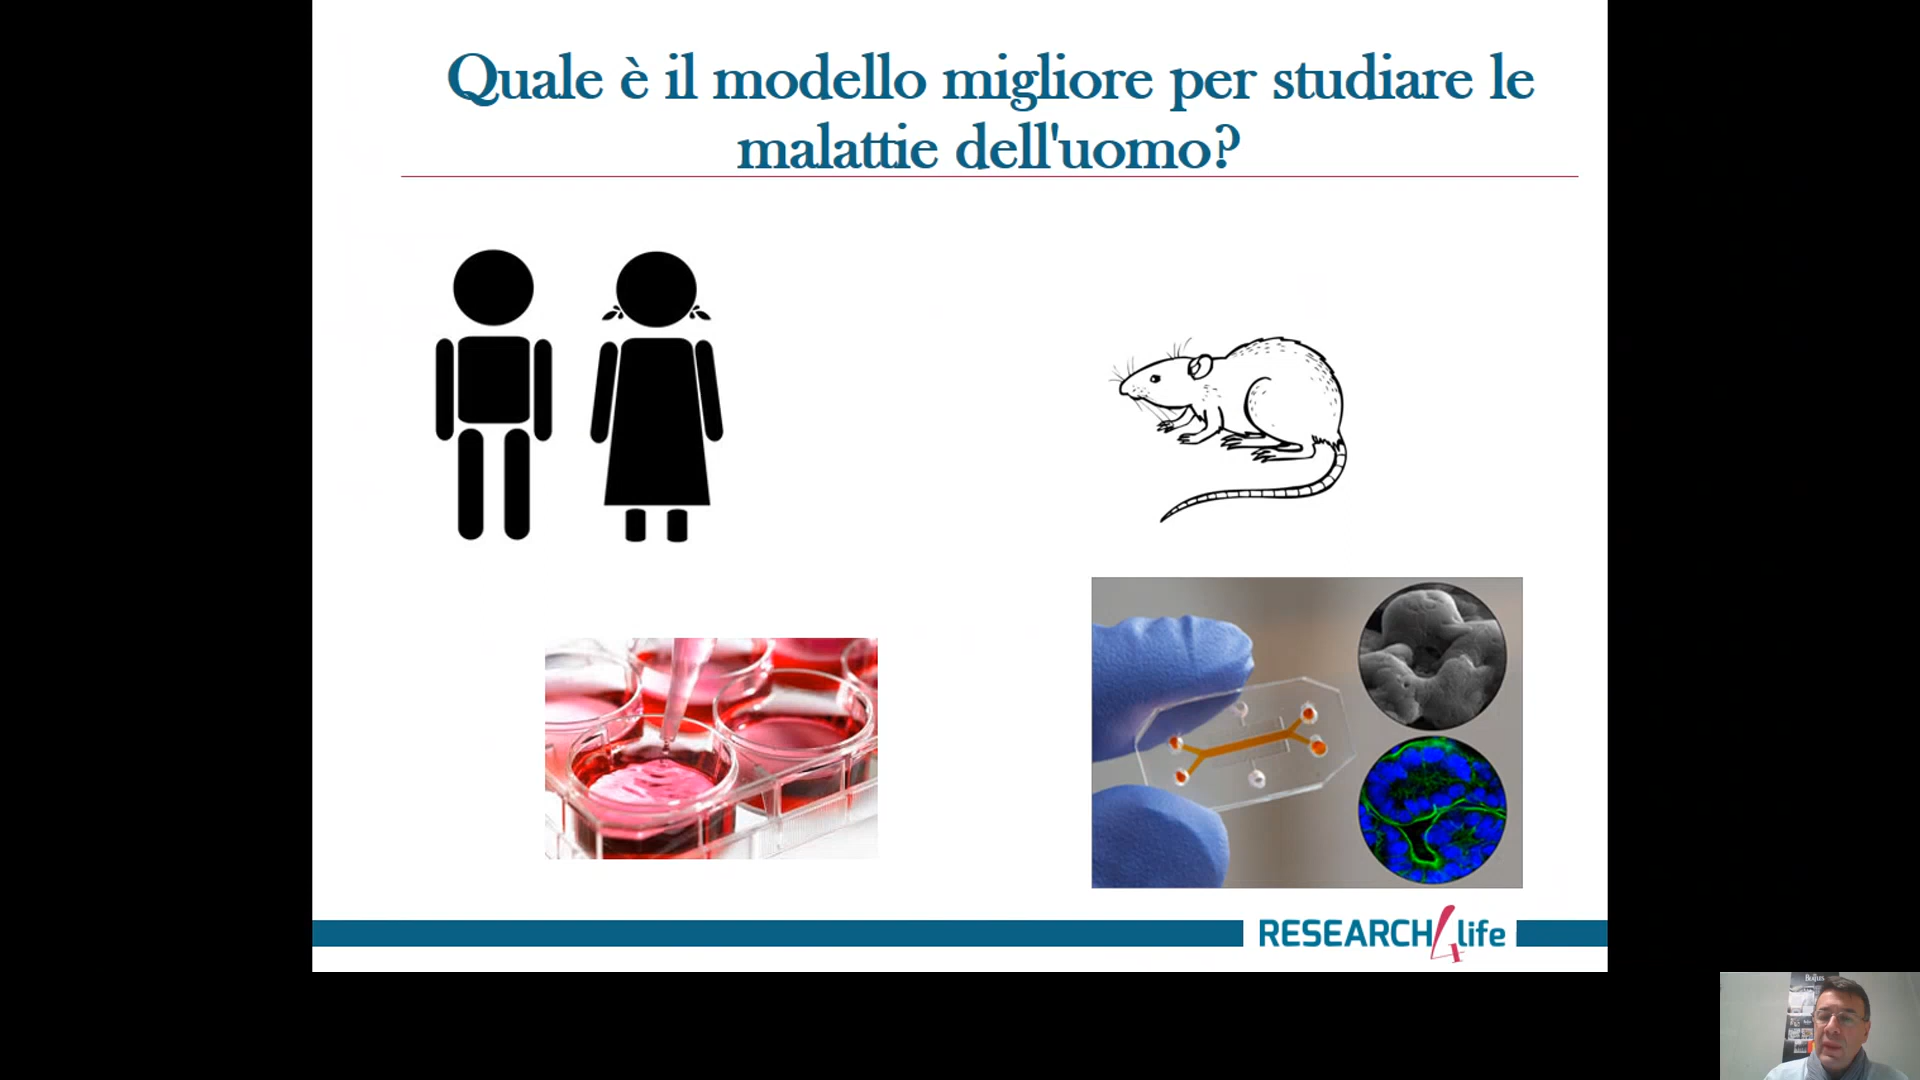 Quale è il modello migliore per studiare le
malattie dell'uomo?
RESEARCH4life